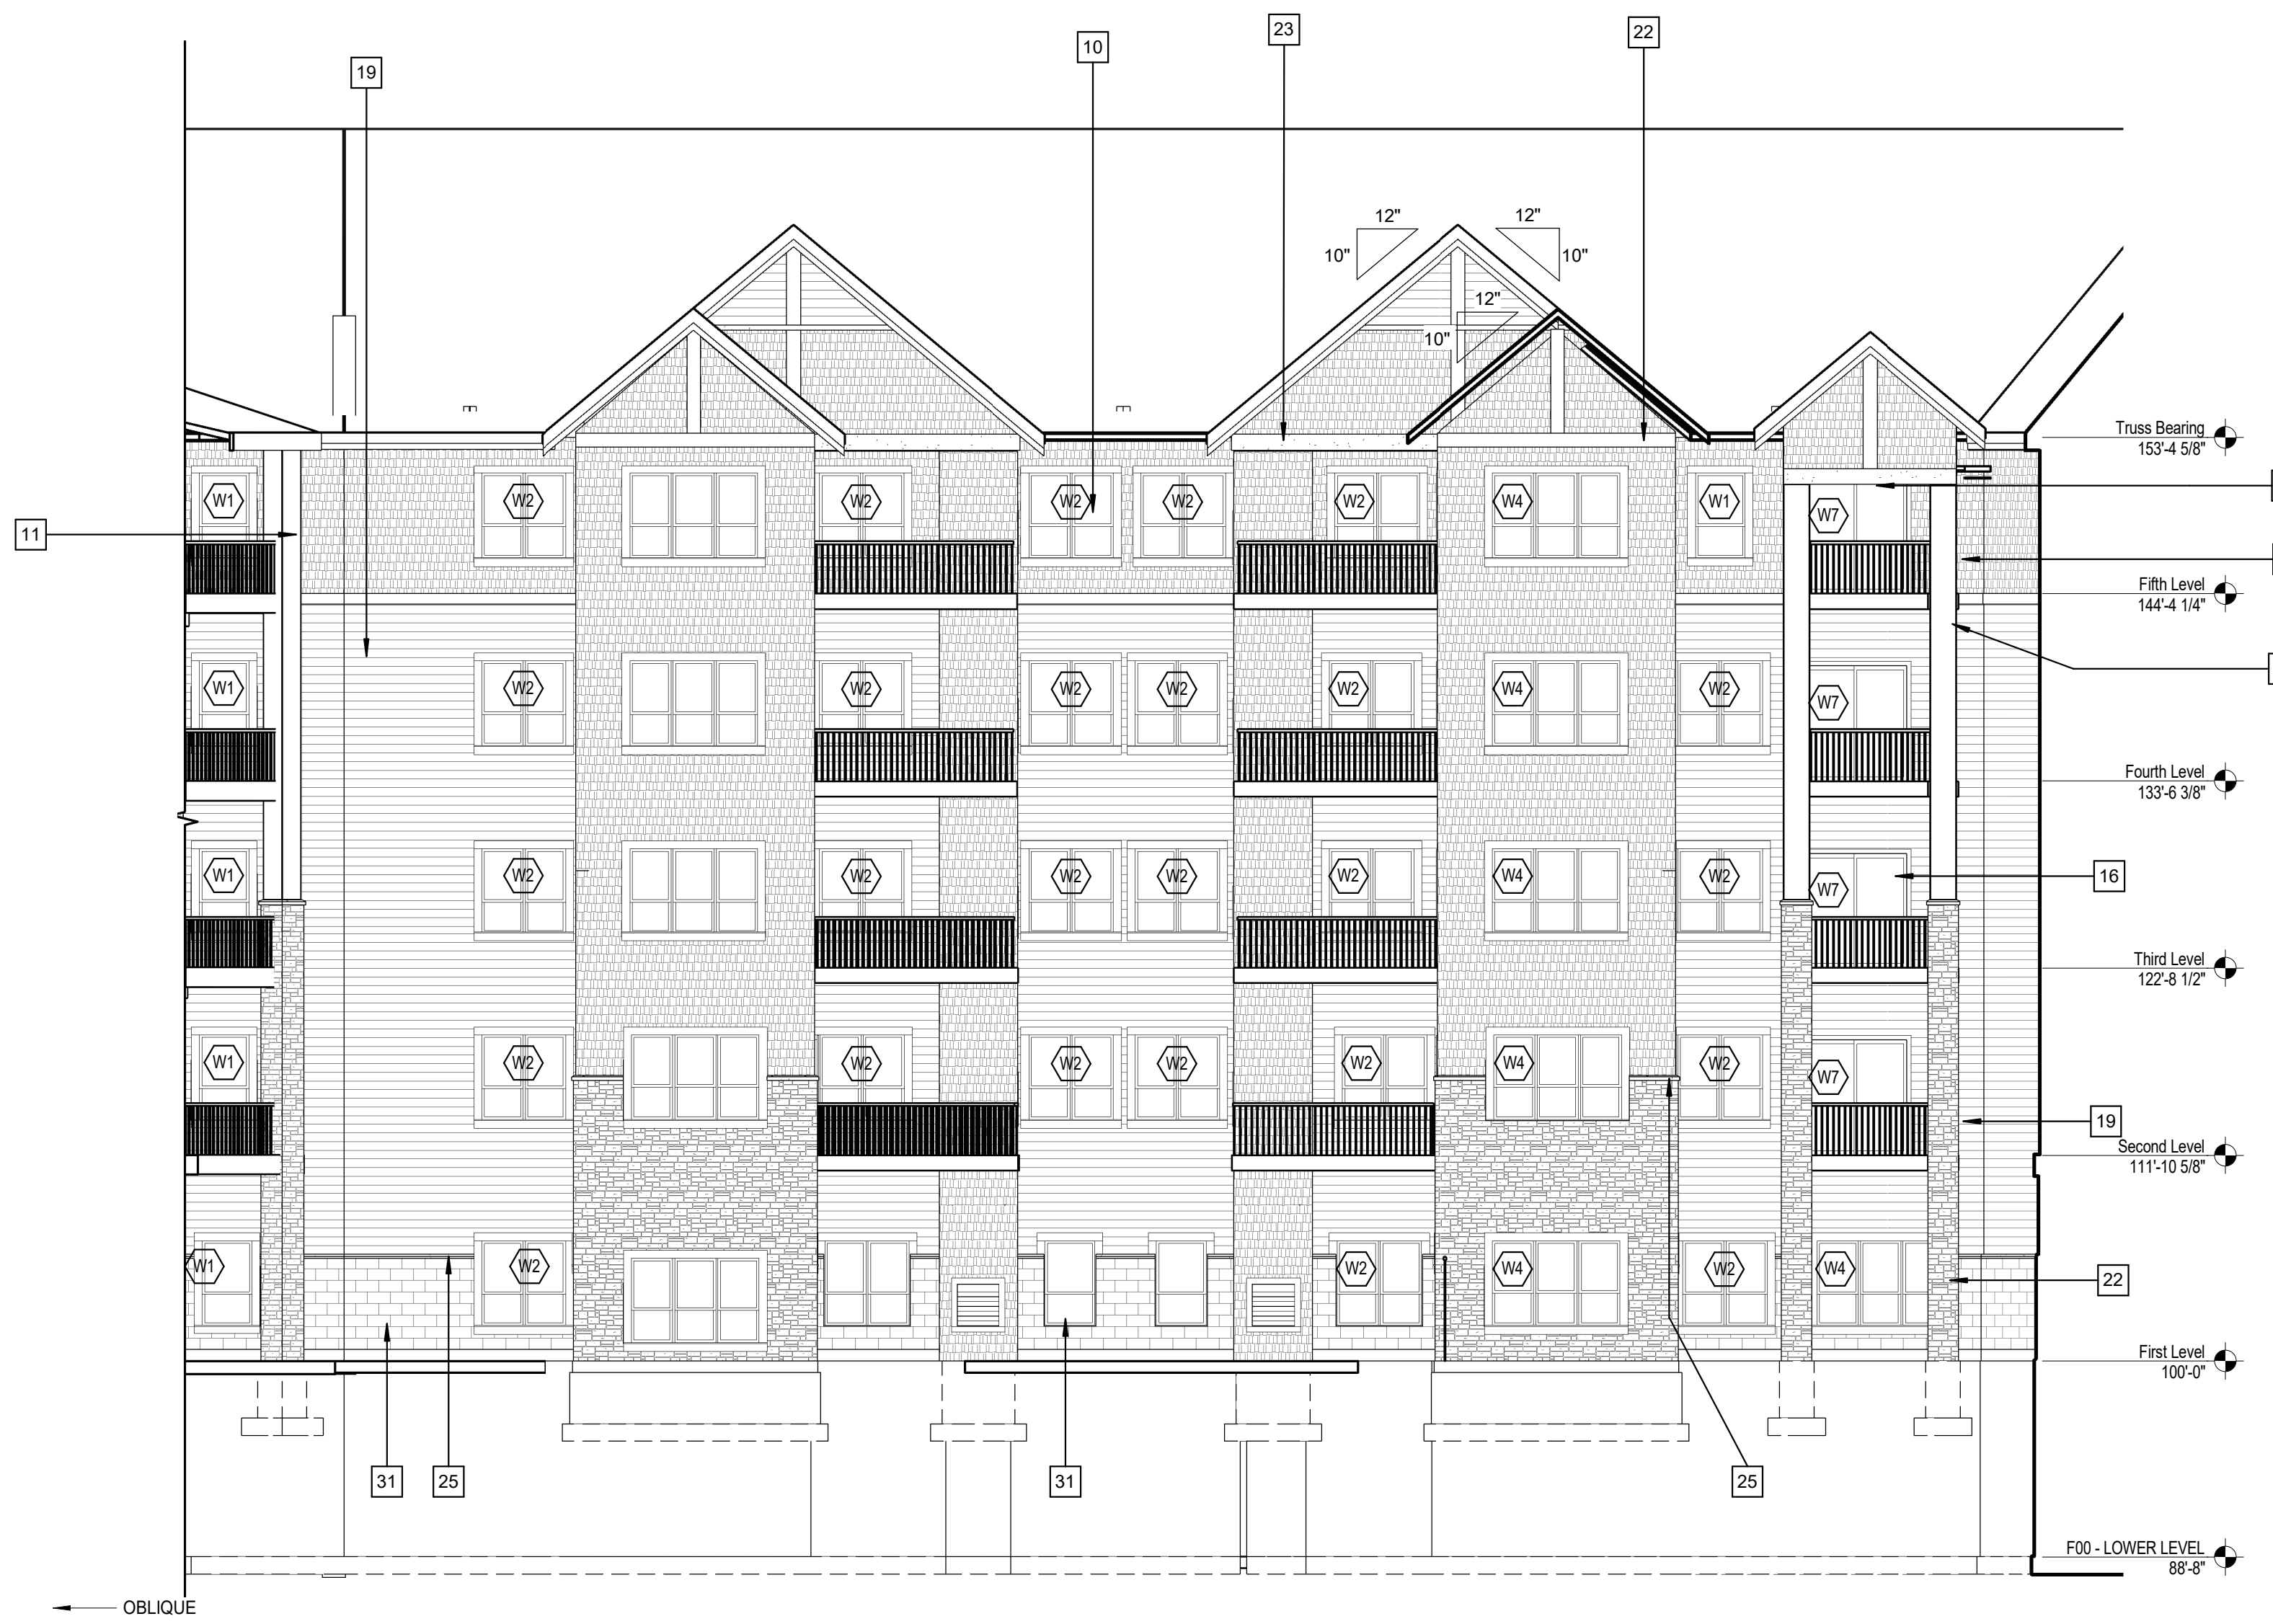 23
22
10
19
12"
12"
10"
10"
12"
10"
Truss Bearing
153'-4 5/8"
W1
W2
W2
W2
W2
W2
W4
W1
W7
11
Fifth Level
144'-4 1/4"
W1
W2
W2
W2
W2
W2
W4
W2
W7
Fourth Level
133'-6 3/8"
W1
W2
W2
W2
W2
W2
W4
W2
W7
16
Third Level
122'-8 1/2"
W1
W2
W2
W2
W2
W2
W4
W2
W7
19
Second Level
111'-10 5/8"
W1
W2
W2
W4
W2
W4
22
First Level
100'-0"
31
25
31
25
F00 - LOWER LEVEL
88'-8"
OBLIQUE